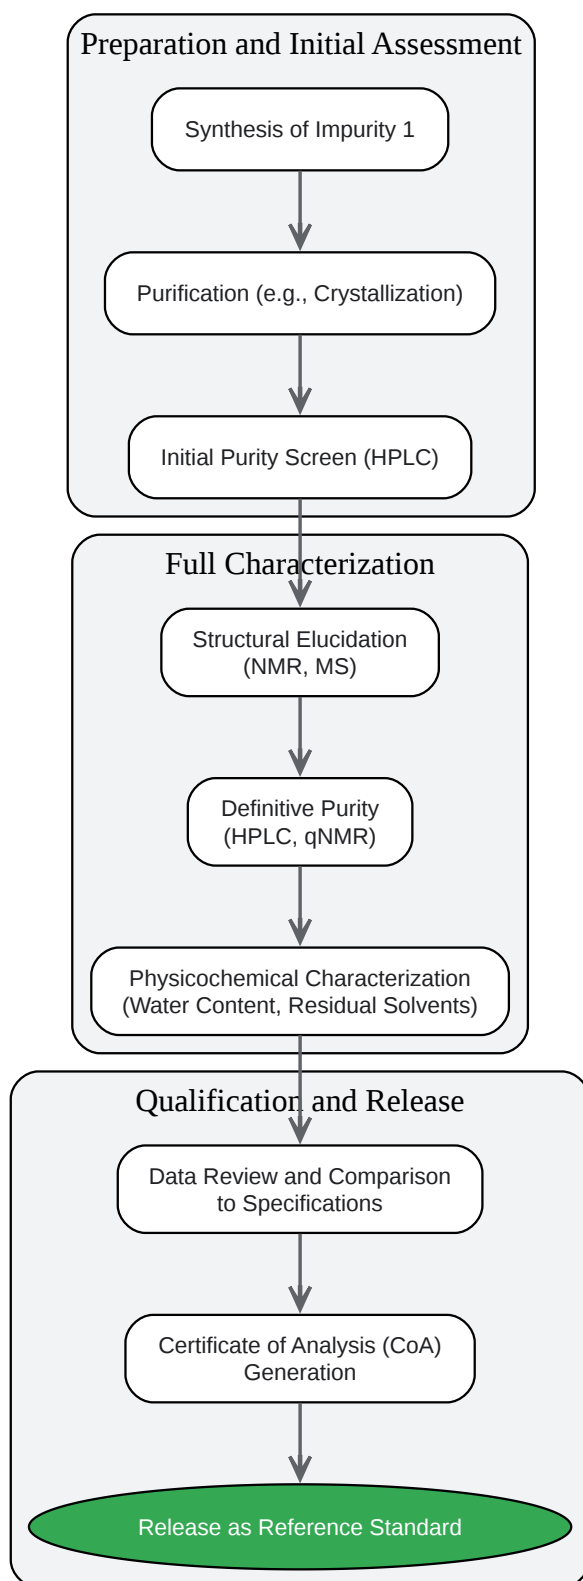 Preparation and Initial Assessment
Synthesis of Impurity 1
Purification (e.g., Crystallization)
Initial Purity Screen (HPLC)
Full Characterization
Structural Elucidation
(NMR, MS)
Definitive Purity
(HPLC, qNMR)
Physicochemical Characterization
(Water Content, Residual Solvents)
Qualification and Release
Data Review and Comparison
to Specifications
Certificate of Analysis (CoA)
Generation
Release as Reference Standard